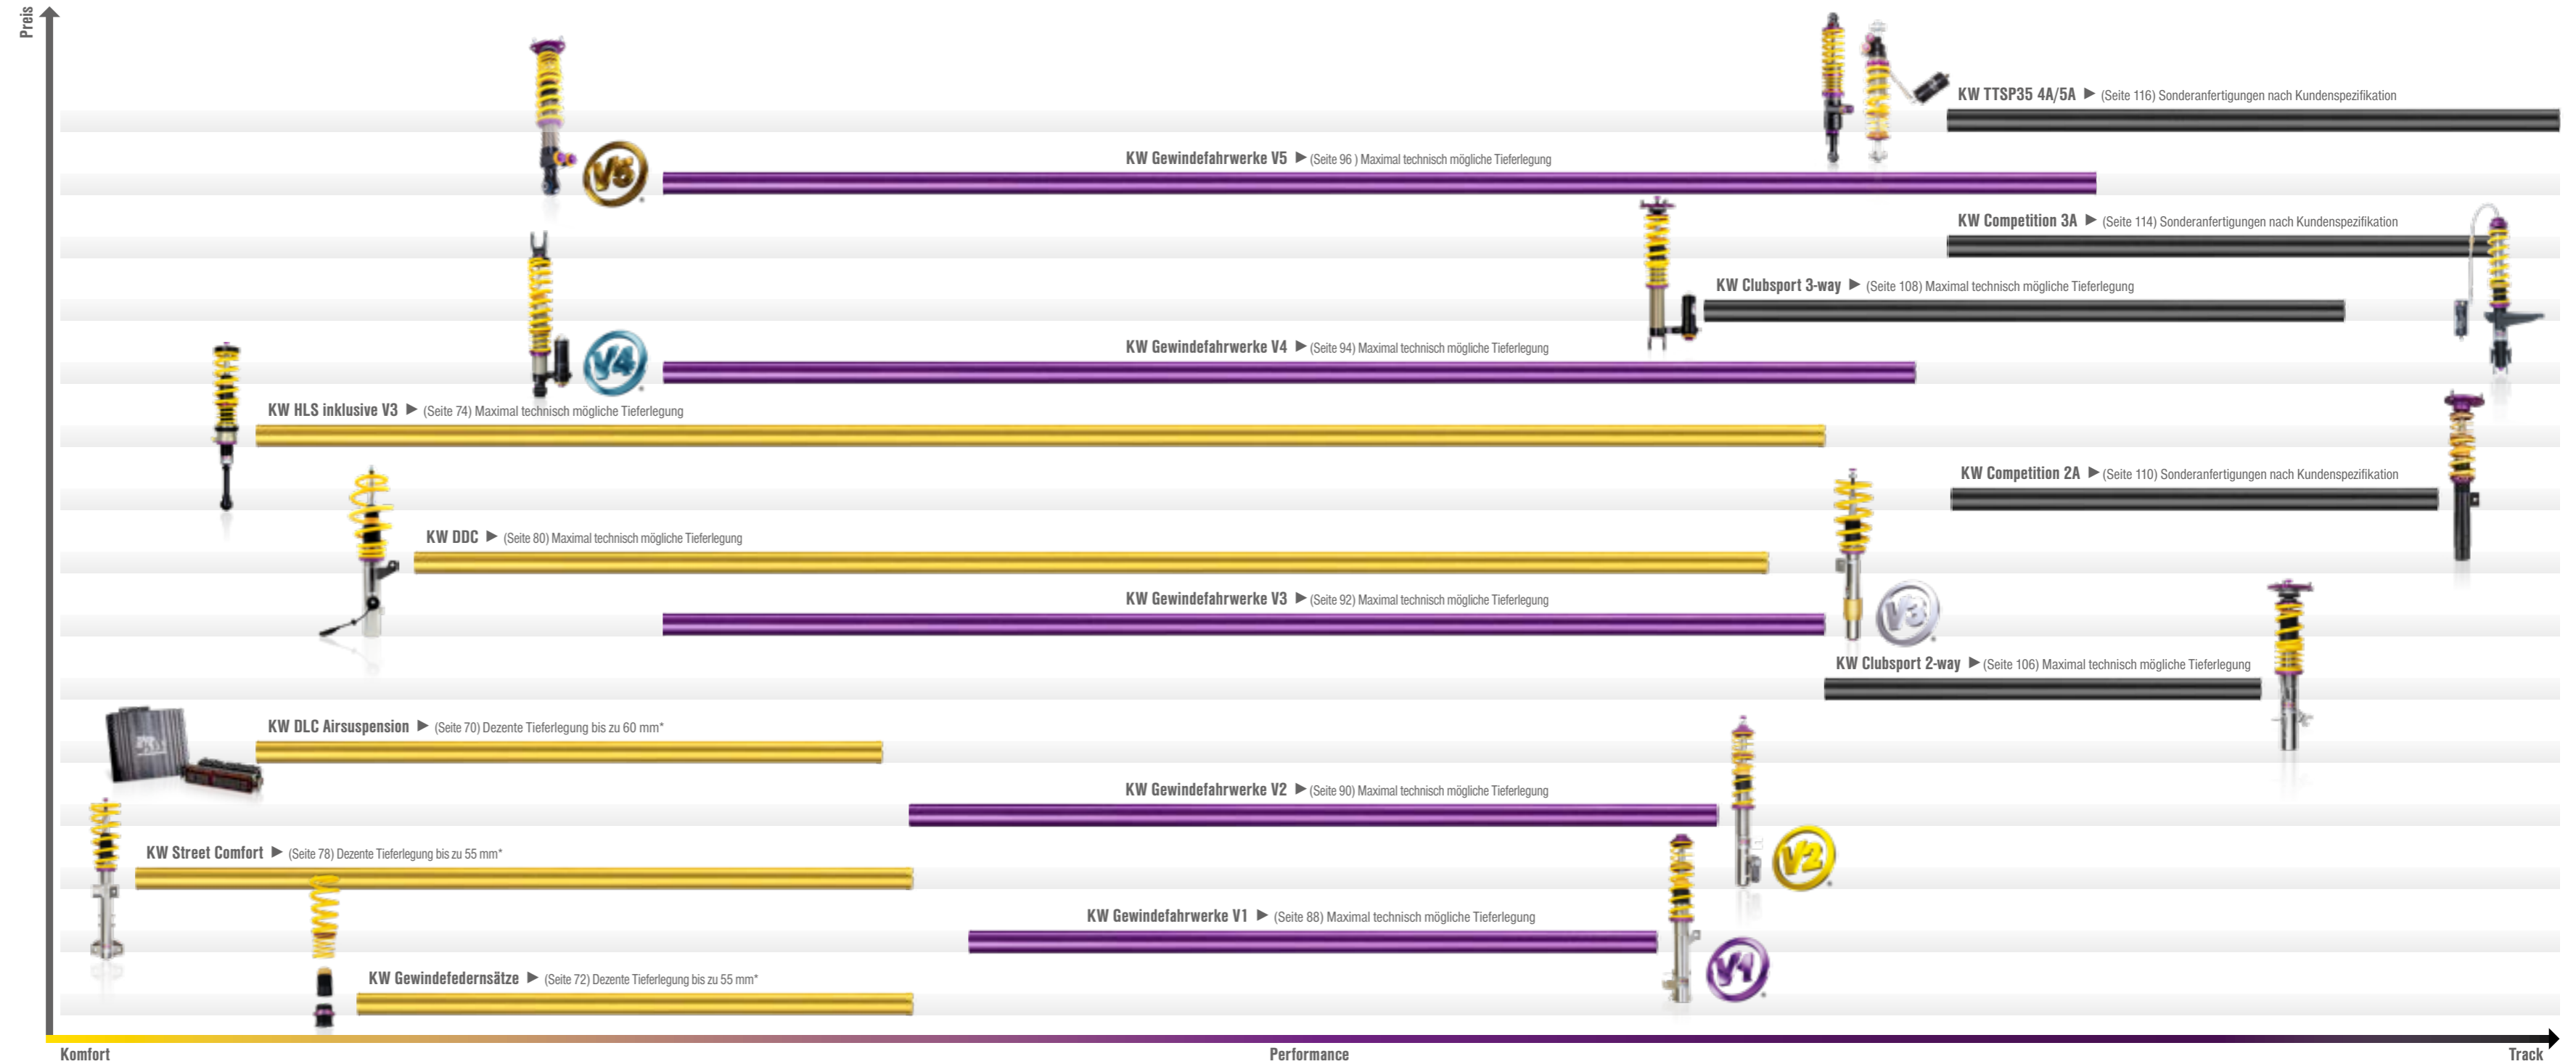 Preis
KW TTSP35 4A/5A ► (Seite 116) Sonderanfertigungen nach Kundenspezifikation
KW Gewindefahrwerke V5 ► (Seite 96 ) Maximal technisch mögliche Tieferlegung
V5
KW Competition 3A ► (Seite 114) Sonderanfertigungen nach Kundenspezifikation
KW Clubsport 3-way ► (Seite 108) Maximal technisch mögliche Tieferlegung
KW Gewindefahrwerke V4 ► (Seite 94) Maximal technisch mögliche Tieferlegung
V4
KW HLS inklusive V3 ► (Seite 74) Maximal technisch mögliche Tieferlegung
KW Competition 2A ► (Seite 110) Sonderanfertigungen nach Kundenspezifikation
KW DDC ► (Seite 80) Maximal technisch mögliche Tieferlegung
KW Gewindefahrwerke V3 ► (Seite 92) Maximal technisch mögliche Tieferlegung
V3
KW Clubsport 2-way ► (Seite 106) Maximal technisch mögliche Tieferlegung
KW DLC Airsuspension ► (Seite 70) Dezente Tieferlegung bis zu 60 mm*
KW Gewindefahrwerke V2 ► (Seite 90) Maximal technisch mögliche Tieferlegung
V2
KW Street Comfort ► (Seite 78) Dezente Tieferlegung bis zu 55 mm*
KW Gewindefahrwerke V1 ► (Seite 88) Maximal technisch mögliche Tieferlegung
V1
KW Gewindefedernsätze ► (Seite 72) Dezente Tieferlegung bis zu 55 mm*
Komfort
Performance
Track